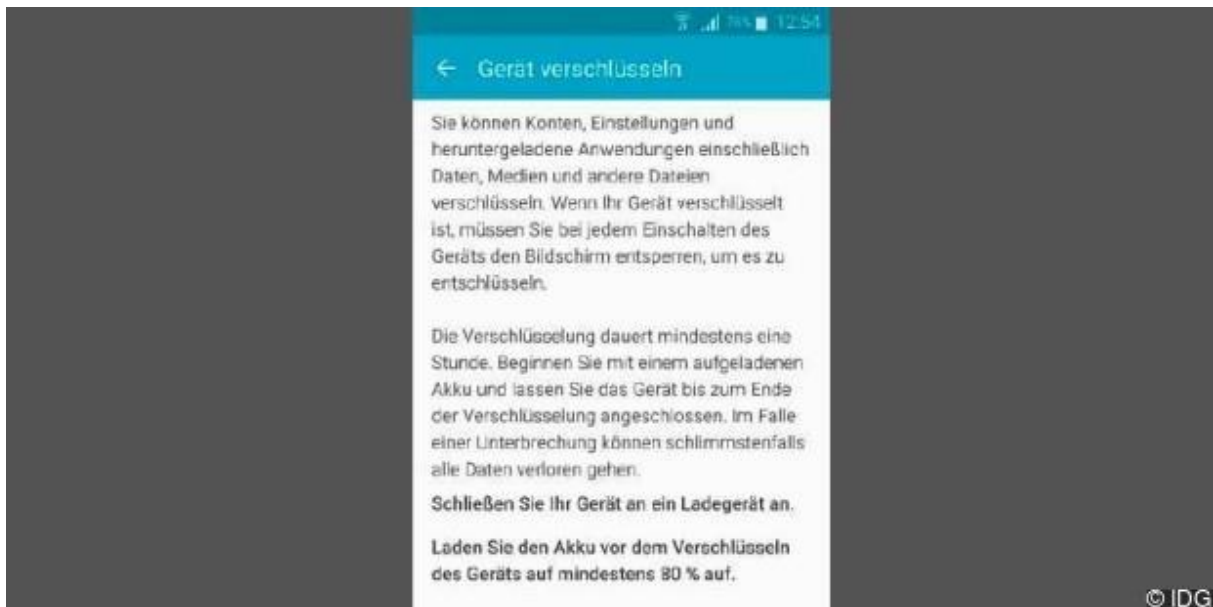 12:54
Gerät verschlüsseln
Sie können Konten, Einstellungen und
heruntergeladene Anwendungen einschließlich
Daten, Medien und andere Dateien
verschlüsseln. Wenn Ihr Gerät verschlüsselt
ist, müssen Sie bei jedem Einschalten des
Geräts den Bildschirm entsperren, um es zu
entschlüsseln.
Die Verschlüsselung dauert mindestens eine
Stunde. Beginnen Sie mit einem aufgeladenen
Akku und lassen Sie das Gerät bis zum Ende
der Verschlüsselung angeschlossen. Im Falle
einer Unterbrechung können schlimmstenfalls
alle Daten verloren gehen.
Schließen Sie Ihr Gerät an ein Ladegerät an.
Laden Sie den Akku vor dem Verschlüsseln
des Geräts auf mindestens 80 % auf.
© IDG